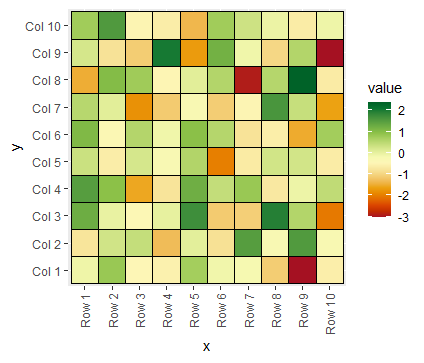 Col 10
Col 9
Col 8
Col 7
Col 6
Col 5
Col 4
Col 3
Col 2
Col 1
y
Row 1 Row 2 Row 3 Row 4 Row 5 Row 6 Row 7 Row 8 Row 9 Row 10
x
value
2
1
0
-1
-2
-3